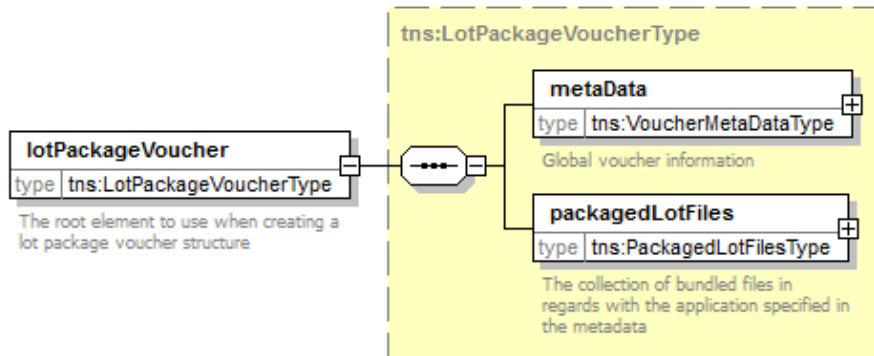 tns:LotPackageVoucherType
metaData
type tns:VoucherMetaDataType
Global voucher information
lotPackageVoucher
type tns:LotPackageVoucherType
The root element to use when creating a
lot package voucher structure
packagedLotFiles
type tns:PackagedLotFilesType
The collection of bundled files in
regards with the application specified in
the metadata